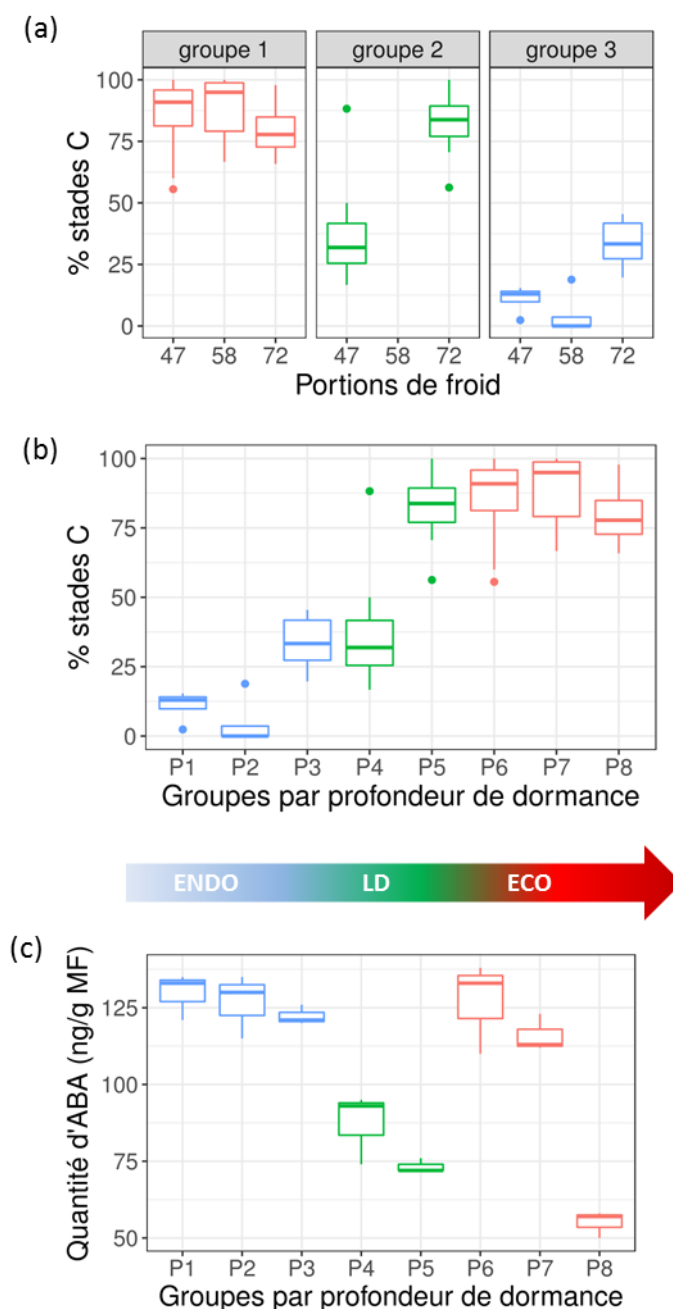 (a)
groupe 1 groupe 2 groupe 3
% stades C
100
75
50
25
0
47 58 72 47 58 72 47 58 72
Portions de froid
(b)
% stades C
100
75
50
25
0
P1 P2 P3 P4 P5 P6 P7 P8
Groupes par profondeur de dormance
ENDO LD ECO
(c)
Quantité d'ABA (ng/g MF)
125
100
75
50
P1 P2 P3 P4 P5 P6 P7 P8
Groupes par profondeur de dormance